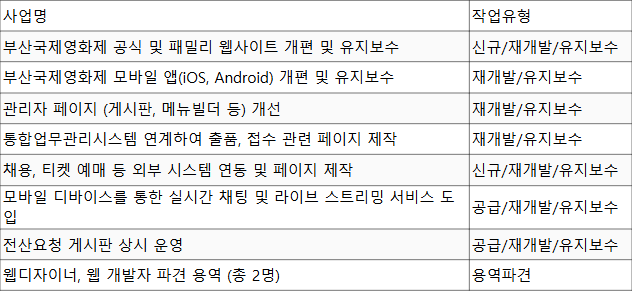 사업명 작업유형
부산국제영화제 공식 및 패밀리 웹사이트 개편 및 유지보수 신규/재개발/유지보수
부산국제영화제 모바일 앱(iOS, Android) 개편 및 유지보수 재개발/유지보수
관리자 페이지 (게시판, 메뉴빌더 등) 개선 재개발/유지보수
통합업무관리시스템 연계하여 출품, 접수 관련 페이지 제작 재개발/유지보수
채용, 티켓 예매 등 외부 시스템 연동 및 페이지 제작 신규/재개발/유지보수
모바일 디바이스를 통한 실시간 채팅 및 라이브 스트리밍 서비스 도
입 공급/재개발/유지보수
전산요청 게시판 상시 운영 공급/재개발/유지보수
웹디자이너, 웹 개발자 파견 용역 (총 2명) 용역파견